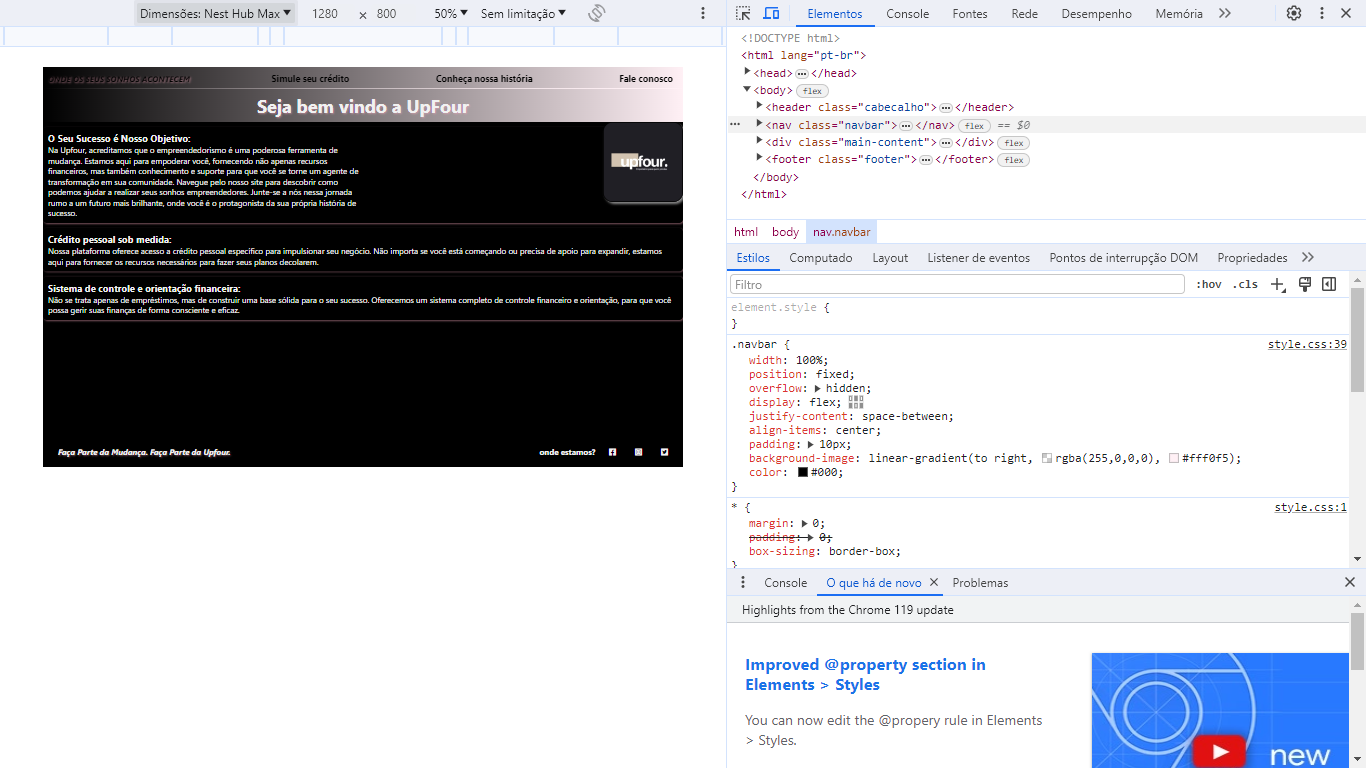 Dimensões: Nest Hub Max ▼ 1280 × 800 50% ▼ Sem limitação ▼
ONDE OS SEUS SONHOS ACONTECEM Simule seu crédito Conheça nossa história Fale conosco
Seja bem vindo a UpFour
O Seu Sucesso é Nosso Objetivo:
Na Upfour, acreditamos que o empreendedorismo é uma poderosa ferramenta de
mudança. Estamos aqui para empoderar você, fornecendo não apenas recursos
financeiros, mas também conhecimento e suporte para que você se torne um agente de
transformação em sua comunidade. Navegue pelo nosso site para descobrir como
podemos ajudar a realizar seus sonhos empreendedores. Junte-se a nós nessa jornada
rumo a um futuro mais brilhante, onde você é o protagonista da sua própria história de
sucesso.
upfour.
Crédito pessoal sob medida:
Nossa plataforma oferece acesso a crédito pessoal específico para impulsionar seu negócio. Não importa se você está começando ou precisa de apoio para expandir, estamos
aqui para fornecer os recursos necessários para fazer seus planos decolarem.
Sistema de controle e orientação financeira:
Não se trata apenas de empréstimos, mas de construir uma base sólida para o seu sucesso. Oferecemos um sistema completo de controle financeiro e orientação, para que você
possa gerir suas finanças de forma consciente e eficaz.
Faça Parte da Mudança. Faça Parte da Upfour. onde estamos?
Elementos Console Fontes Rede Desempenho Memória
<!DOCTYPE html>
<html lang="pt-br">
<head>…</head>
<body> flex
<header class="cabecalho">…</header>
<nav class="navbar">…</nav> flex == $0
<div class="main-content">…</div> flex
<footer class="footer">…</footer> flex
</body>
</html>
html body nav.navbar
Estilos Computado Layout Listener de eventos Pontos de interrupção DOM Propriedades
Filtro :hov .cls
element.style {
}
.navbar { style.css:39
width: 100%;
position: fixed;
overflow: hidden;
display: flex;
justify-content: space-between;
align-items: center;
padding: 10px;
background-image: linear-gradient(to right, rgba(255,0,0,0), #fff0f5);
color: #000;
}
* { style.css:1
margin: 0;
padding: 0;
box-sizing: border-box;
}
Console O que há de novo Problemas
Highlights from the Chrome 119 update
Improved @property section in
Elements > Styles
You can now edit the @propery rule in Elements
> Styles.
new